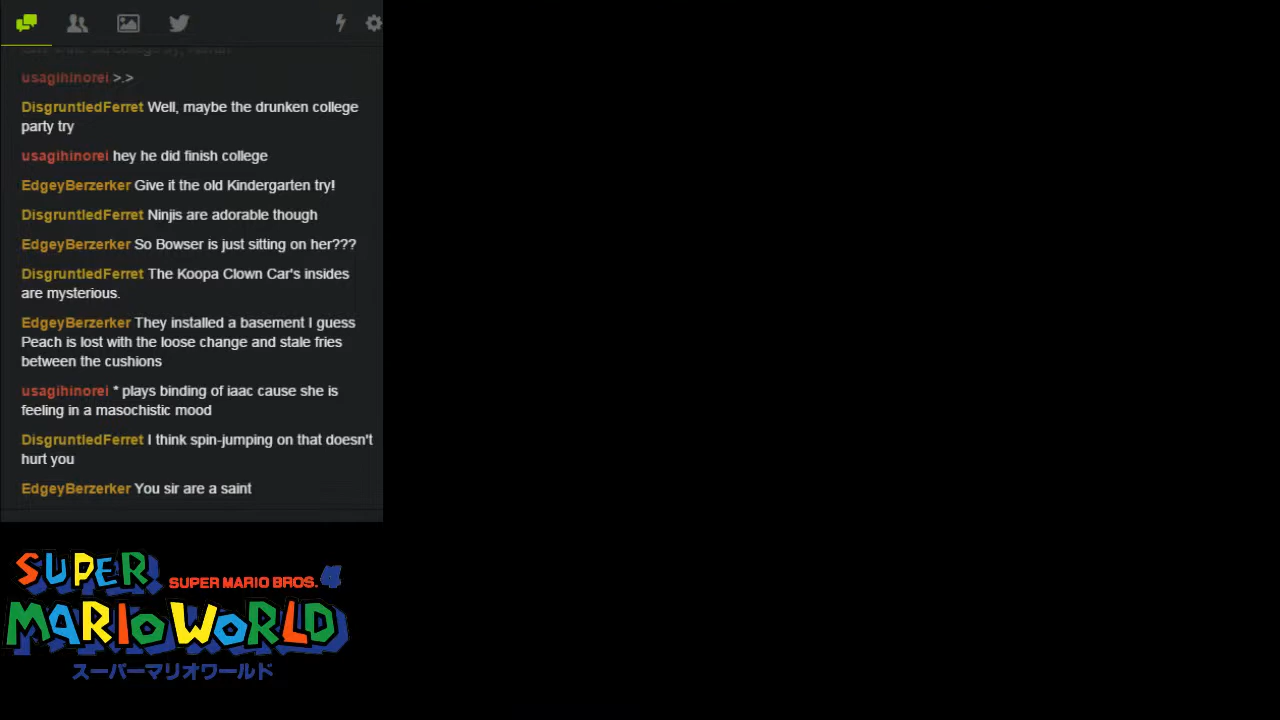 usagihinorei >.>
DisgruntledFerret Well, maybe the drunken college
party try
usagihinorei hey he did finish college
EdgeyBerzerker Give it the old Kindergarten try!
DisgruntledFerret Ninjis are adorable though
EdgeyBerzerker So Bowser is just sitting on her???
DisgruntledFerret The Koopa Clown Car's insides
are mysterious.
EdgeyBerzerker They installed a basement I guess
Peach is lost with the loose change and stale fries
between the cushions
usagihinorei * plays binding of iaac cause she is
feeling in a masochistic mood
DisgruntledFerret I think spin-jumping on that doesn't
hurt you
EdgeyBerzerker You sir are a saint
SUPER SUPER MARIO BROS. 4
MARIO WORLD
スーパーマリオワールド